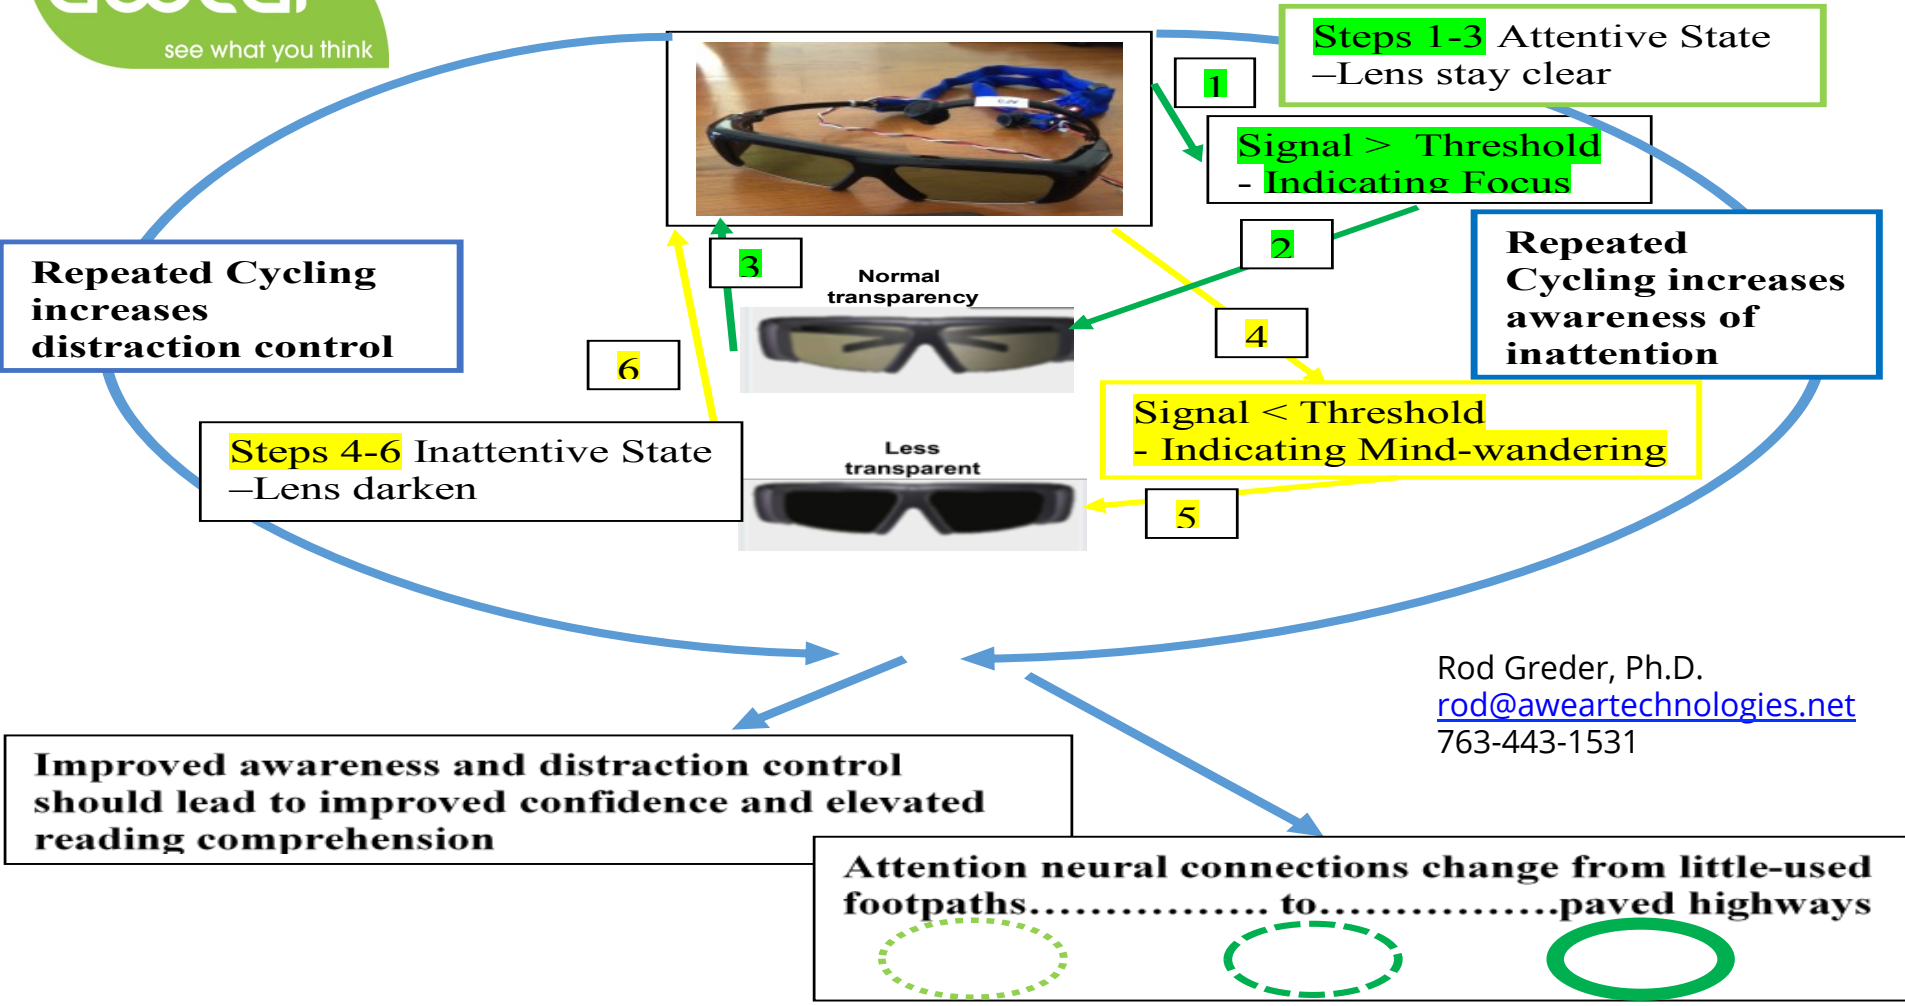 see what you think
Steps 1-3 Attentive State
–Lens stay clear
1
Signal > Threshold
- Indicating Focus
2
3
Normal
transparency
Repeated Cycling
increases
distraction control
Repeated
Cycling increases
awareness of
inattention
4
6
Signal < Threshold
- Indicating Mind-wandering
Steps 4-6 Inattentive State
–Lens darken
Less
transparent
5
Rod Greder, Ph.D.
rod@aweartechnologies.net
763-443-1531
Improved awareness and distraction control
should lead to improved confidence and elevated
reading comprehension
Attention neural connections change from little-used
footpaths................ to................paved highways